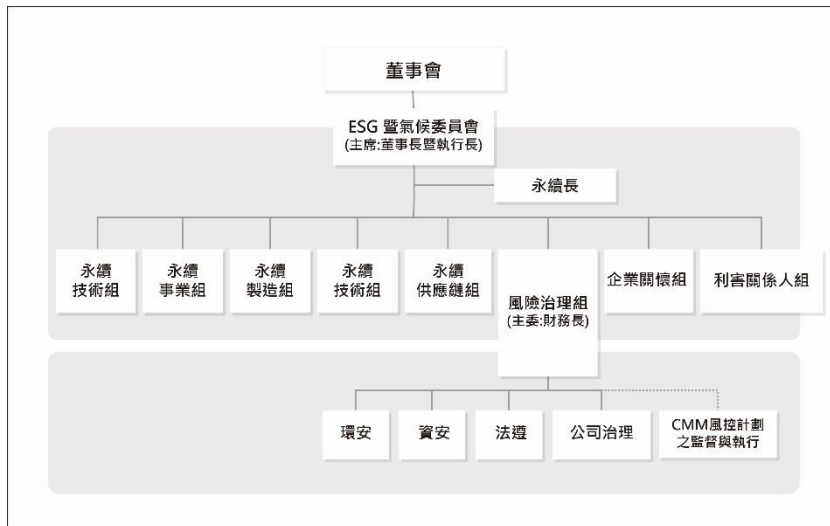 董事會
ESG 暨氣候委員會
(主席:董事長暨執行長)
永續長
永續
技術組
永續
事業組
永續
製造組
永續
技術組
永續
供應鏈組
風險治理組
(主委:財務長)
企業關懷組
利害關係人組
環安
資安
法遵
公司治理
CMM風控計劃
之監督與執行